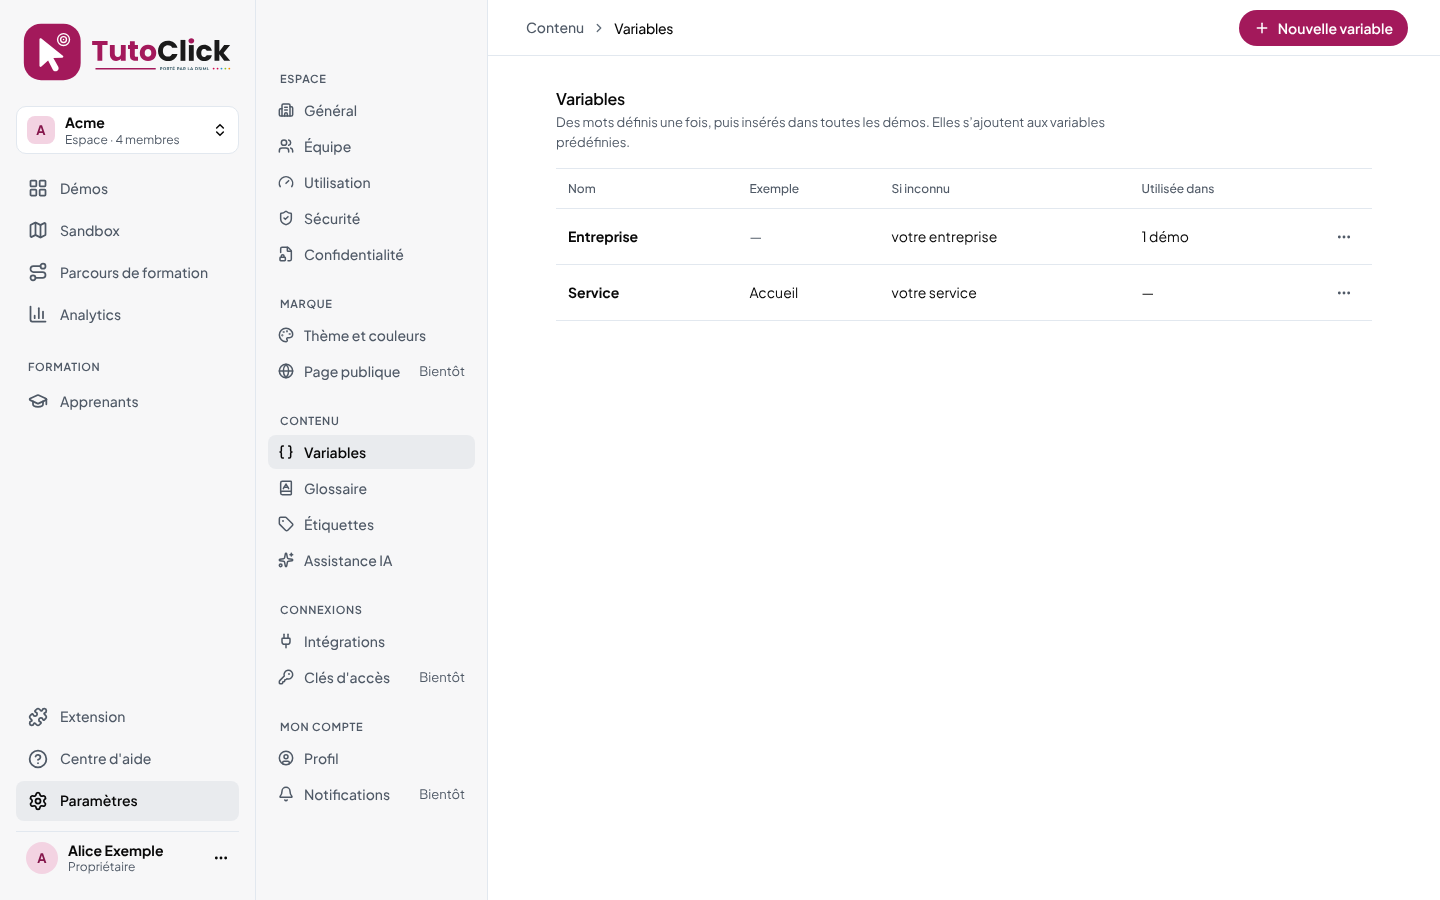 TutoClick
PORTÉ PAR LA DSIML
A
Acme
Espace · 4 membres
Démos
Sandbox
Parcours de formation
Analytics
FORMATION
Apprenants
Extension
Centre d'aide
Paramètres
A
Alice Exemple
Propriétaire
ESPACE
Général
Équipe
Utilisation
Sécurité
Confidentialité
MARQUE
Thème et couleurs
Page publique Bientôt
CONTENU
Variables
Glossaire
Étiquettes
Assistance IA
CONNEXIONS
Intégrations
Clés d'accès Bientôt
MON COMPTE
Profil
Notifications Bientôt
Contenu > Variables
+ Nouvelle variable
Variables
Des mots définis une fois, puis insérés dans toutes les démos. Elles s'ajoutent aux variables
prédéfinies.
Nom Exemple Si inconnu Utilisée dans
Entreprise — votre entreprise 1 démo
Service Accueil votre service —